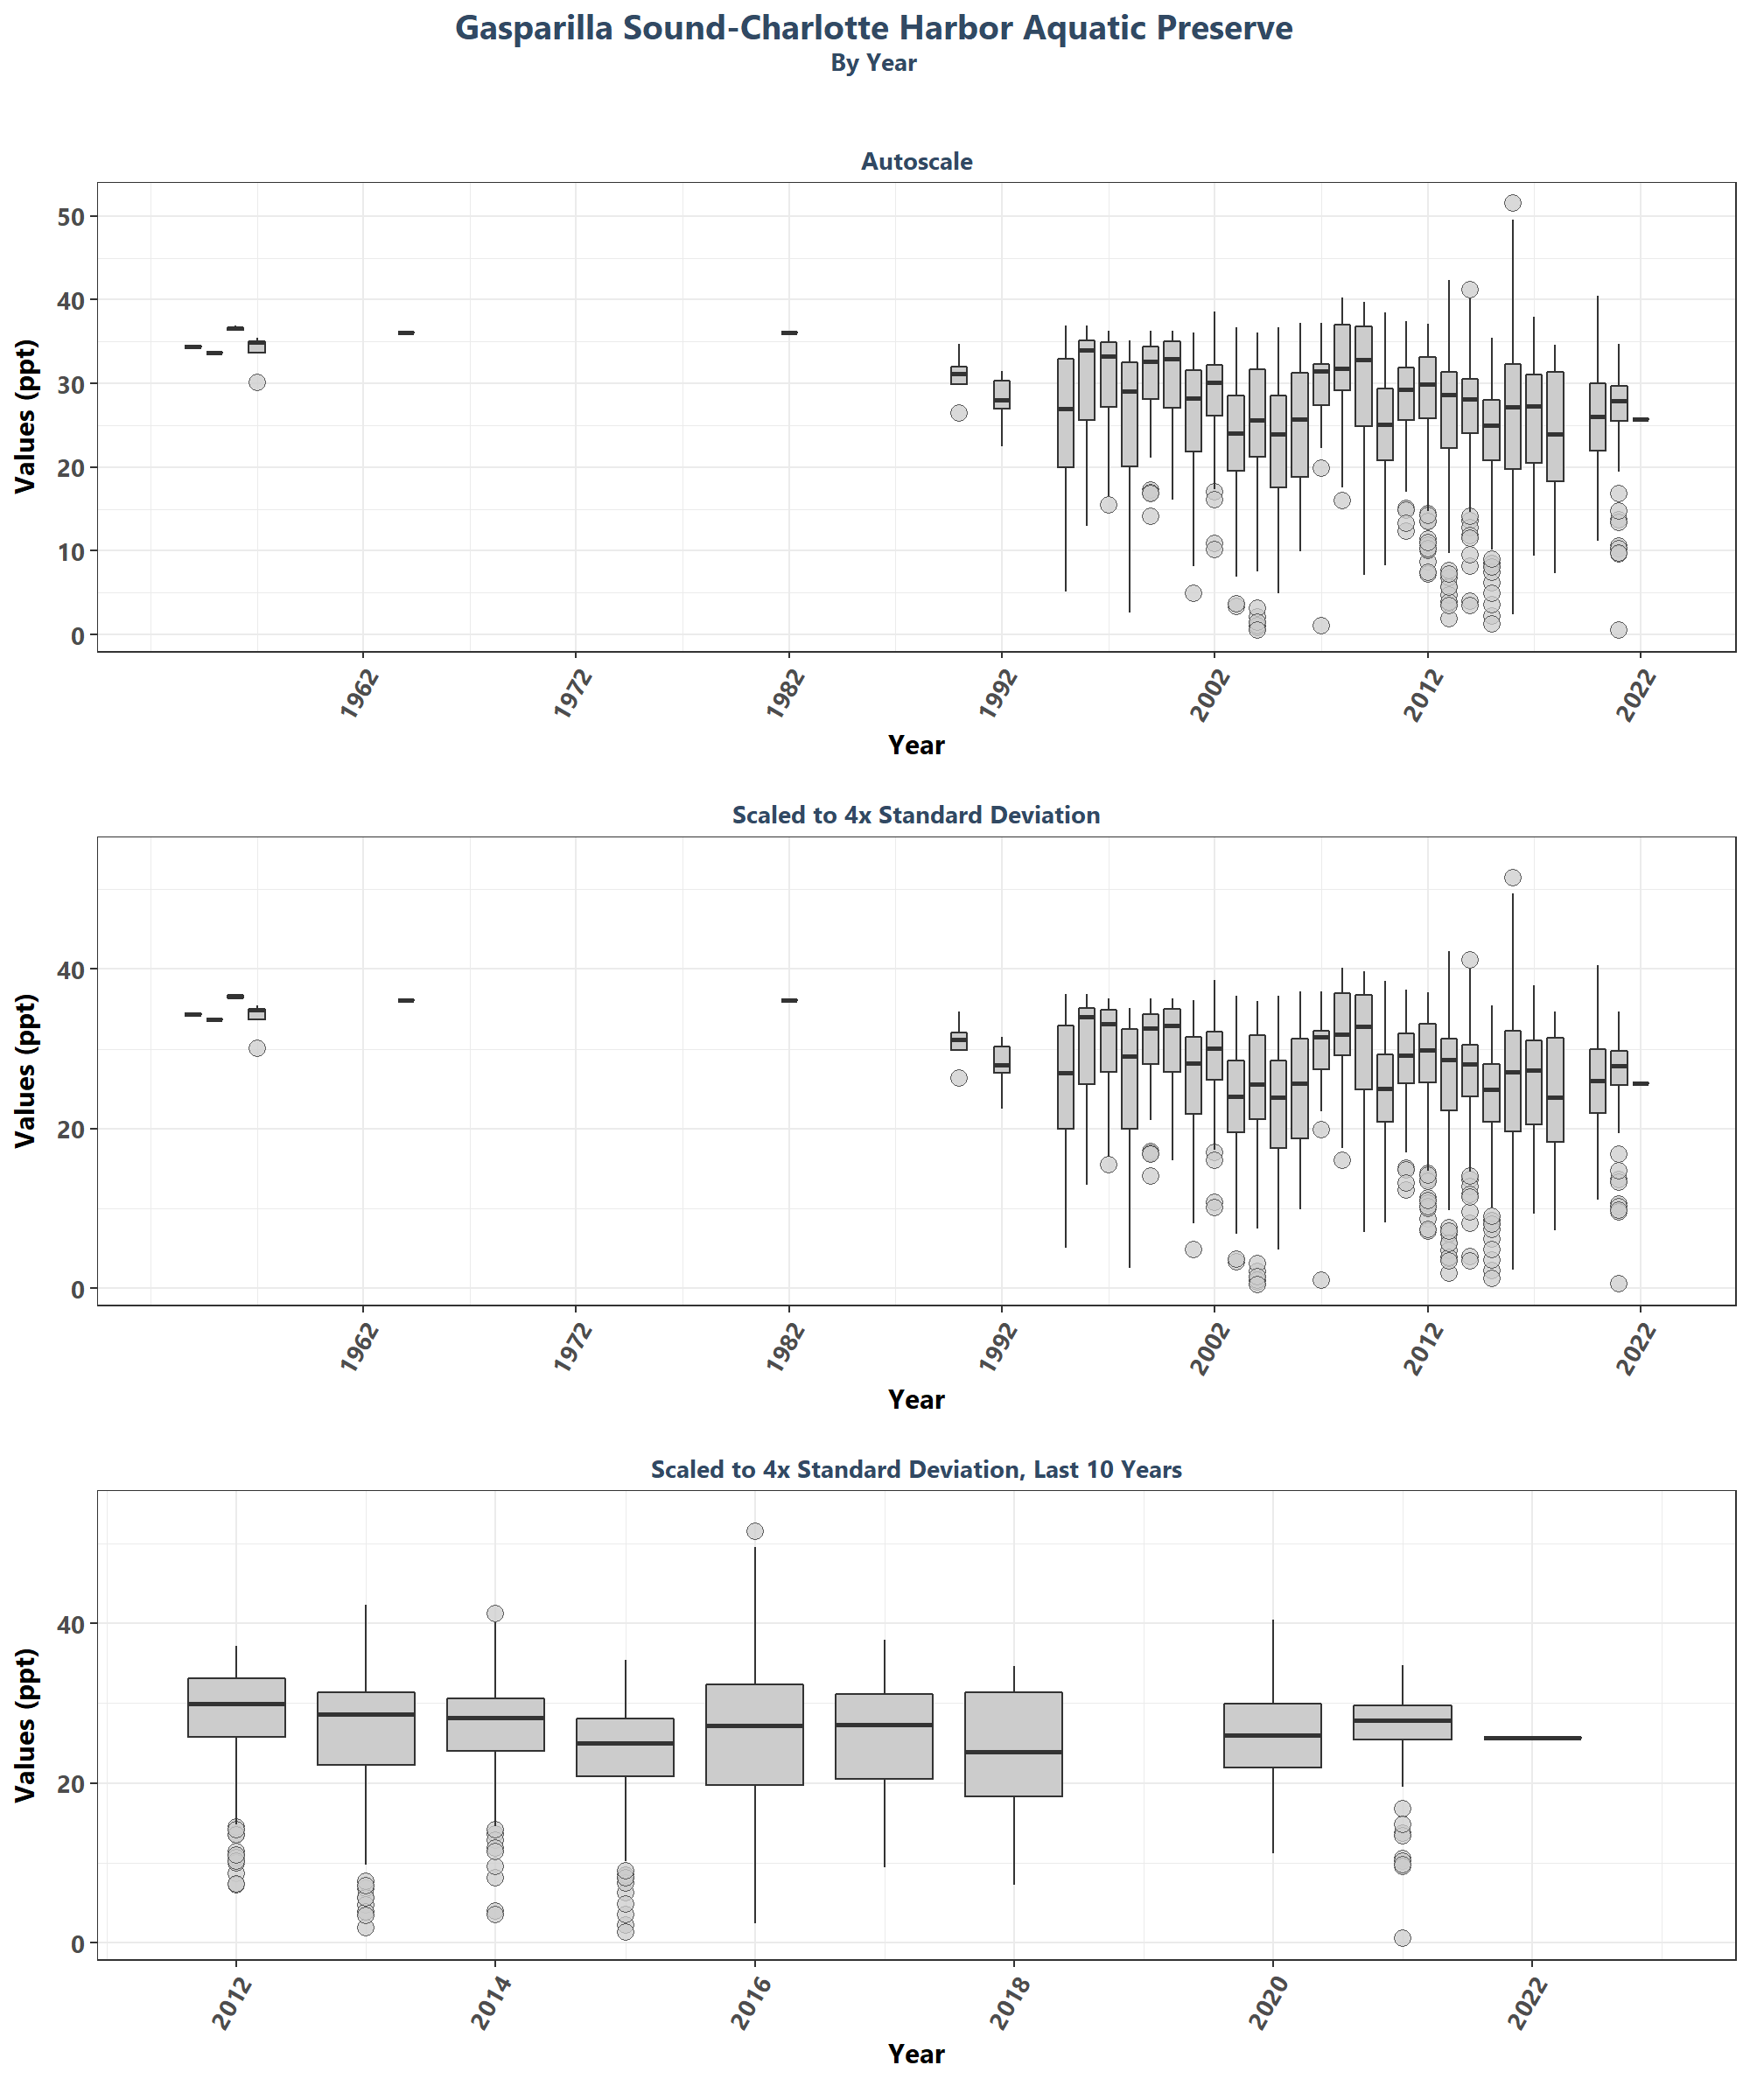 Gasparilla Sound-Charlotte Harbor Aquatic Preserve
By Year
Autoscale
Values (ppt)
50
40
30
20
10
0
1962
1972
1982
1992
2002
2012
2022
Year
Scaled to 4x Standard Deviation
Values (ppt)
40
20
0
1962
1972
1982
1992
2002
2012
2022
Year
Scaled to 4x Standard Deviation, Last 10 Years
Values (ppt)
40
20
0
2012
2014
2016
2018
2020
2022
Year